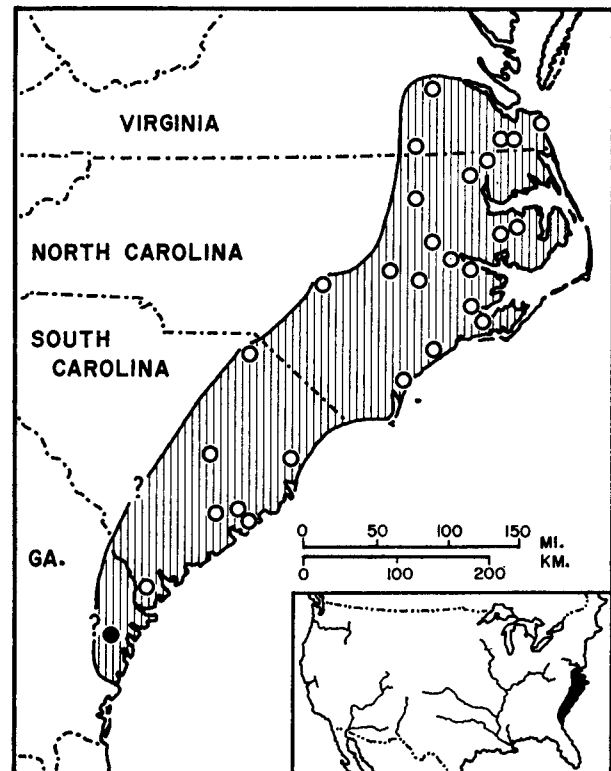 VIRGINIA
NORTH CAROLINA
SOUTH
CAROLINA
?
GA.
?
0 50 100 150
MI.
KM.
0 100 200